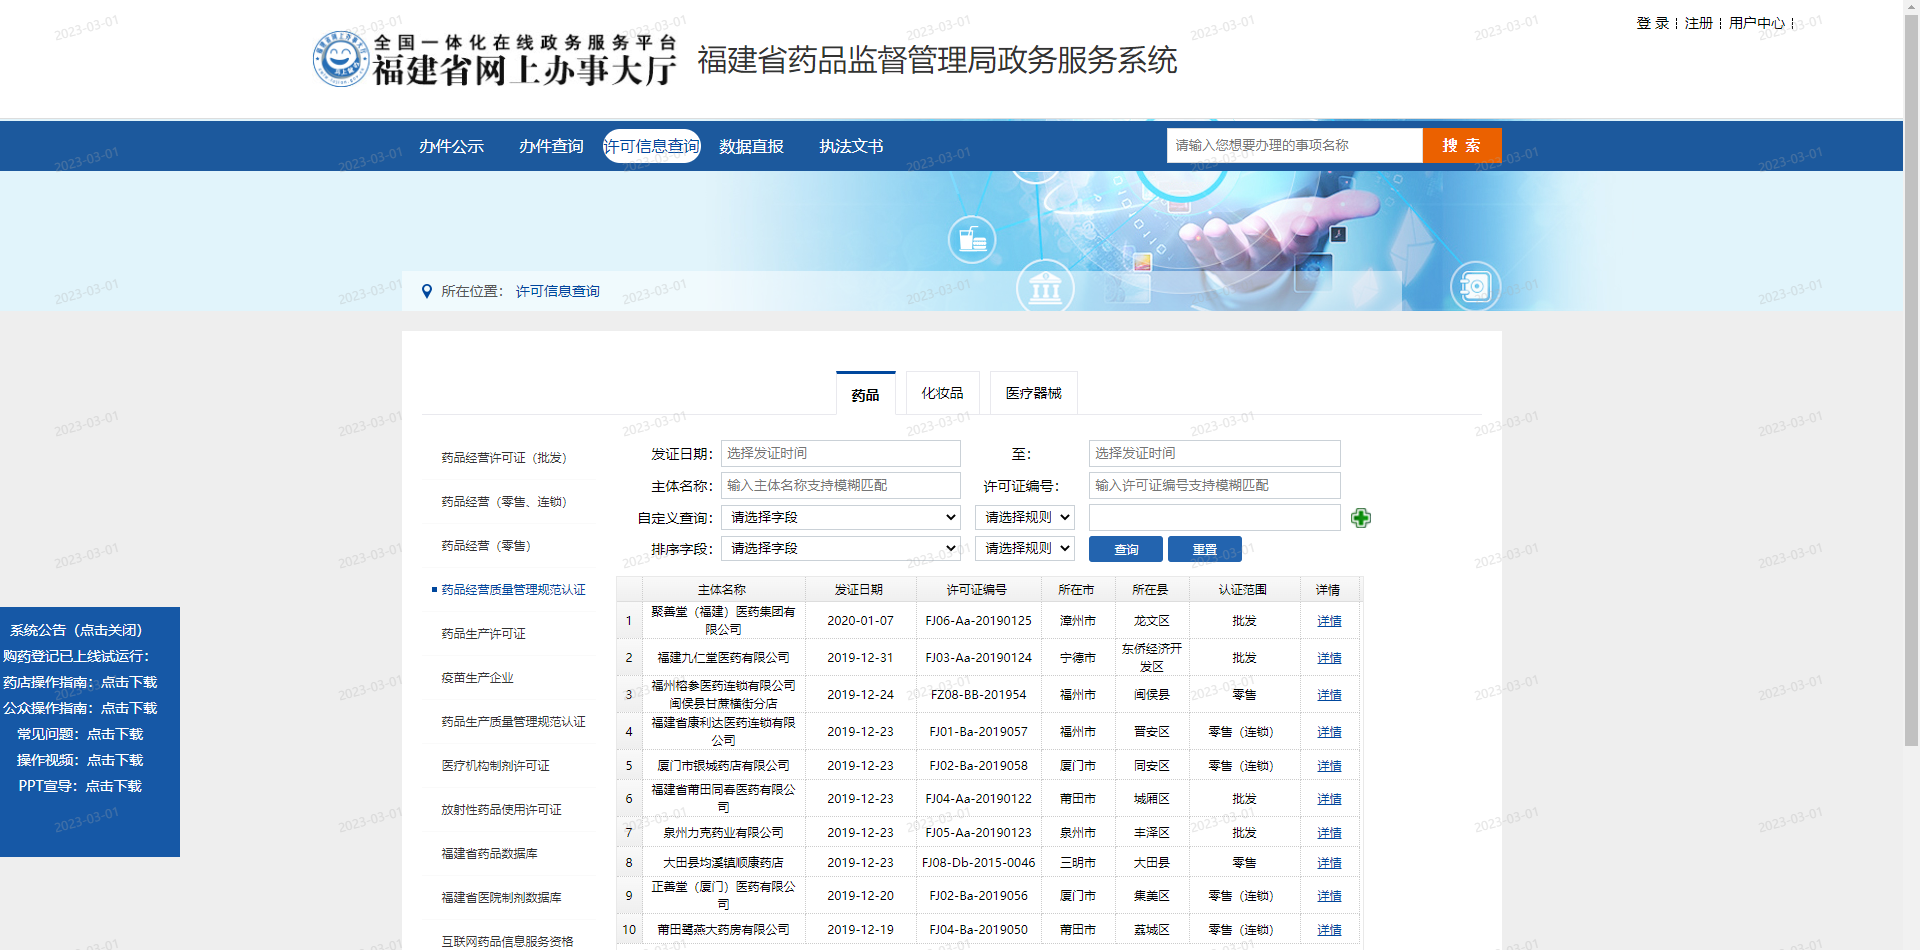 登 录 ¦ 注册 ¦ 用户中心 ¦
全国一体化在线政务服务平台
福建省网上办事大厅
福建省药品监督管理局政务服务系统
办件公示 办件查询 许可信息查询 数据直报 执法文书
请输入您想要办理的事项名称 搜 索
所在位置: 许可信息查询
药品 化妆品 医疗器械
药品经营许可证（批发）
药品经营（零售、连锁）
药品经营（零售）
药品经营质量管理规范认证
药品生产许可证
疫苗生产企业
药品生产质量管理规范认证
医疗机构制剂许可证
放射性药品使用许可证
福建省药品数据库
福建省医院制剂数据库
互联网药品信息服务资格
发证日期: 选择发证时间 至: 选择发证时间
主体名称: 输入主体名称支持模糊匹配 许可证编号: 输入许可证编号支持模糊匹配
自定义查询: 请选择字段 请选择规则
排序字段: 请选择字段 请选择规则 查询 重置
主体名称 发证日期 许可证编号 所在市 所在县 认证范围 详情
1 聚善堂（福建）医药集团有限公司 2020-01-07 FJ06-Aa-20190125 漳州市 龙文区 批发 详情
2 福建九仁堂医药有限公司 2019-12-31 FJ03-Aa-20190124 宁德市 东侨经济开发区 批发 详情
3 福州榕参医药连锁有限公司闽侯县甘蔗横街分店 2019-12-24 FZ08-BB-201954 福州市 闽侯县 零售 详情
4 福建省康利达医药连锁有限公司 2019-12-23 FJ01-Ba-2019057 福州市 晋安区 零售（连锁） 详情
5 厦门市银城药店有限公司 2019-12-23 FJ02-Ba-2019058 厦门市 同安区 零售（连锁） 详情
6 福建省莆田同春医药有限公司 2019-12-23 FJ04-Aa-20190122 莆田市 城厢区 批发 详情
7 泉州力克药业有限公司 2019-12-23 FJ05-Aa-20190123 泉州市 丰泽区 批发 详情
8 大田县均溪镇顺康药店 2019-12-23 FJ08-Db-2015-0046 三明市 大田县 零售 详情
9 正善堂（厦门）医药有限公司 2019-12-20 FJ02-Ba-2019056 厦门市 集美区 零售（连锁） 详情
10 莆田鹭燕大药房有限公司 2019-12-19 FJ04-Ba-2019050 莆田市 荔城区 零售（连锁） 详情
系统公告（点击关闭）
购药登记已上线试运行:
药店操作指南: 点击下载
公众操作指南: 点击下载
常见问题: 点击下载
操作视频: 点击下载
PPT宣导: 点击下载
2023-03-01